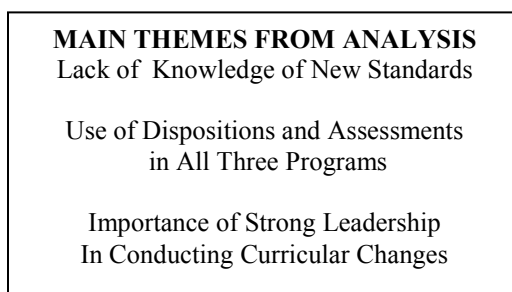 MAIN THEMES FROM ANALYSIS
Lack of Knowledge of New Standards
Use of Dispositions and Assessments
in All Three Programs
Importance of Strong Leadership
In Conducting Curricular Changes